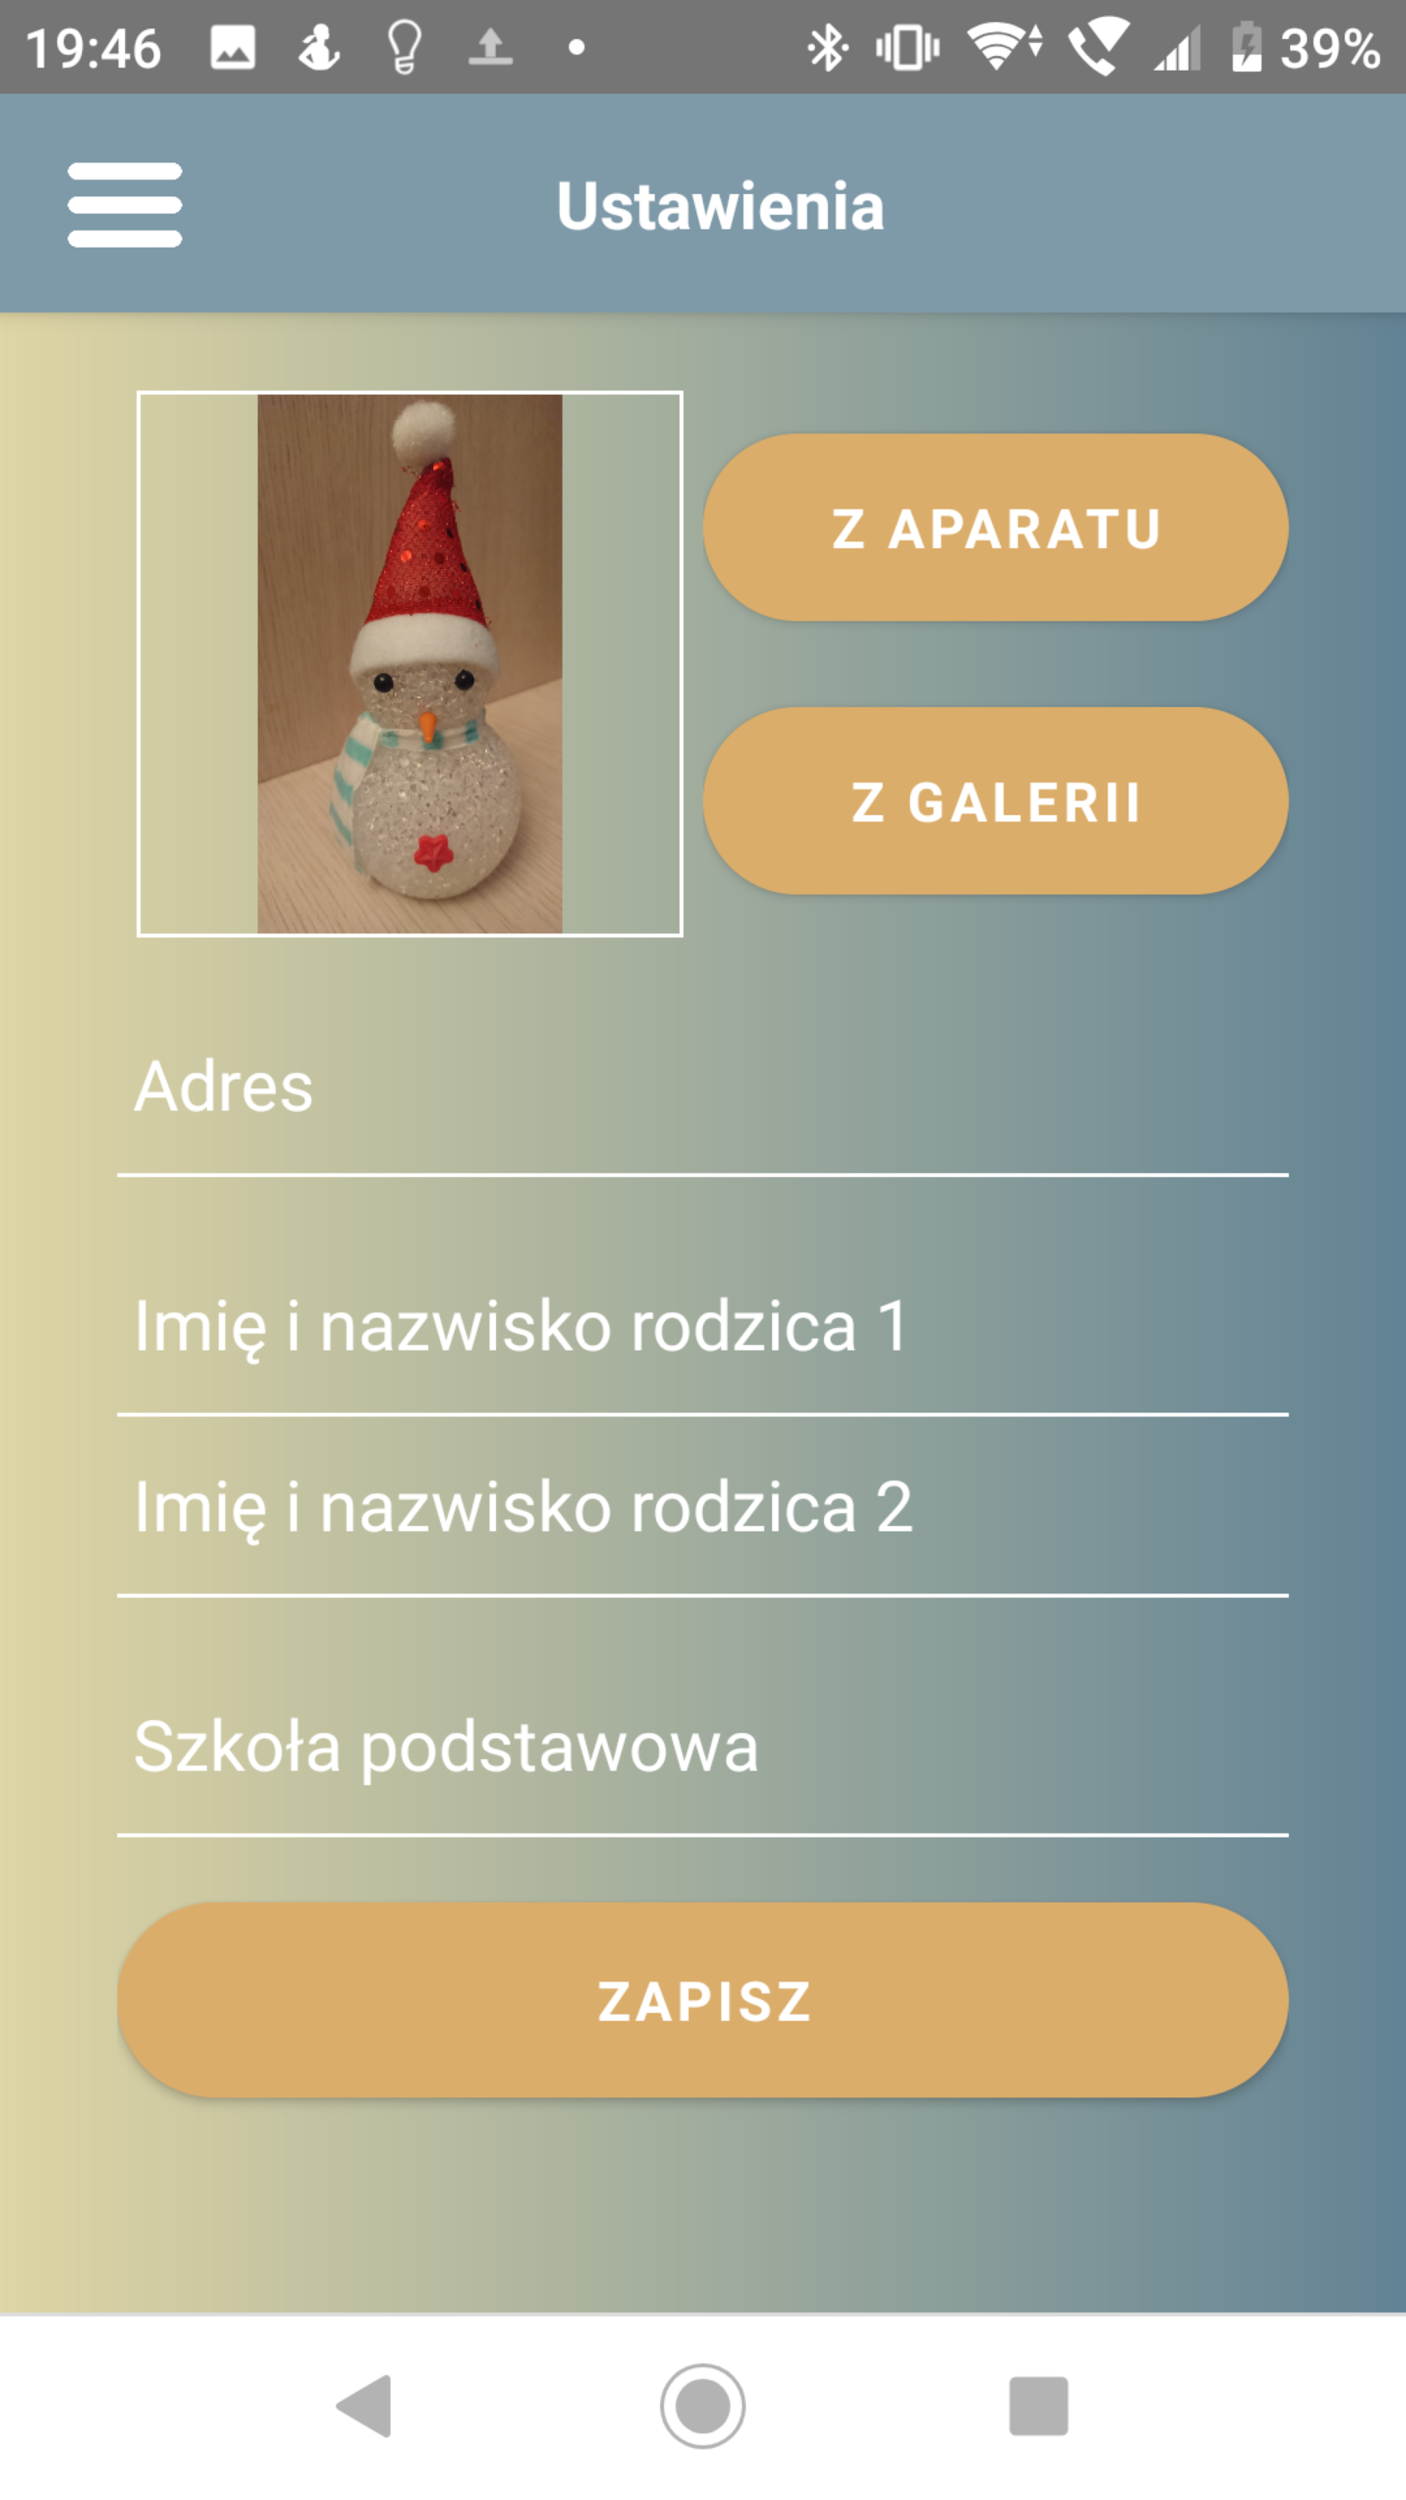 19:46 39%
Ustawienia
Z APARATU
Z GALERII
Adres
Imię i nazwisko rodzica 1
Imię i nazwisko rodzica 2
Szkoła podstawowa
ZAPISZ